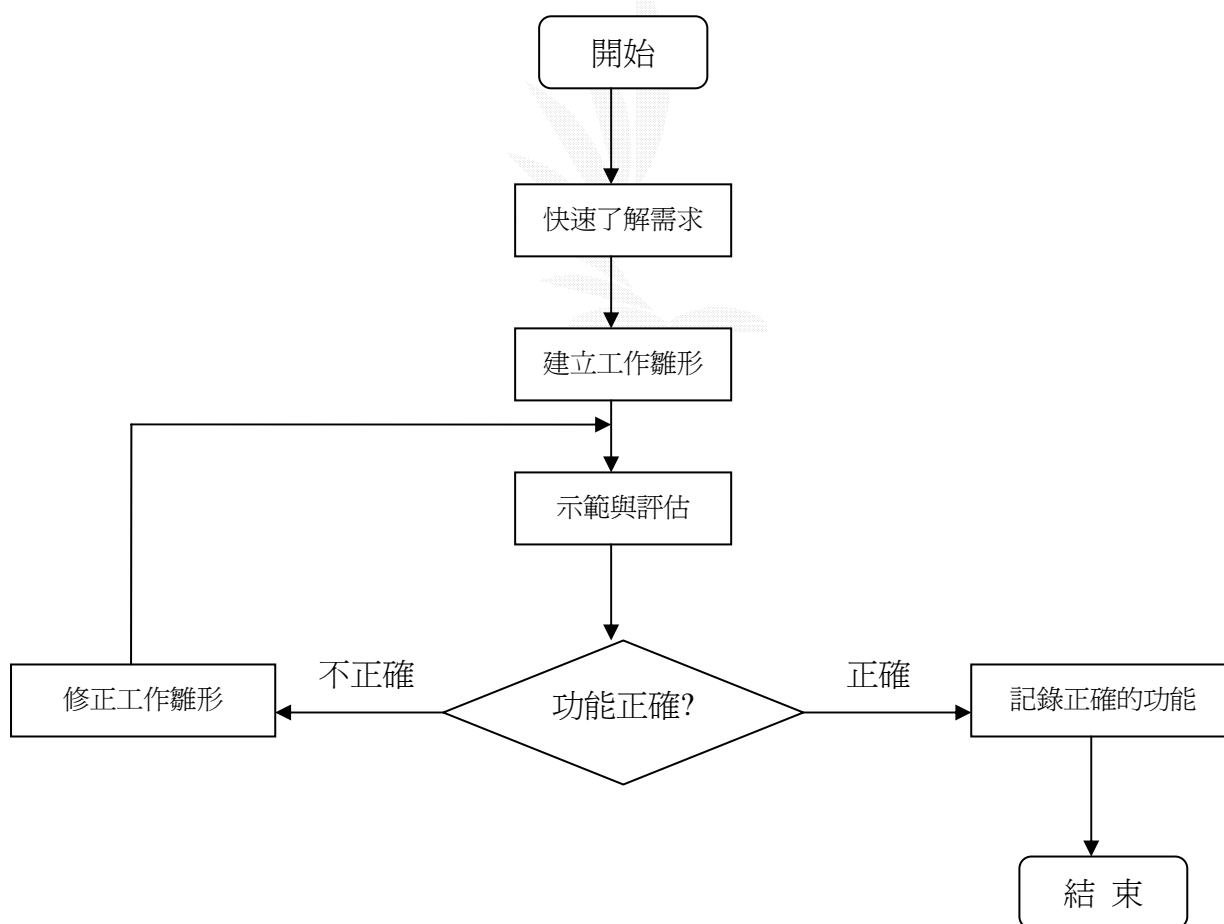 開始
快速了解需求
建立工作雛形
示範與評估
不正確
功能正確?
正確
修正工作雛形
記錄正確的功能
結 束